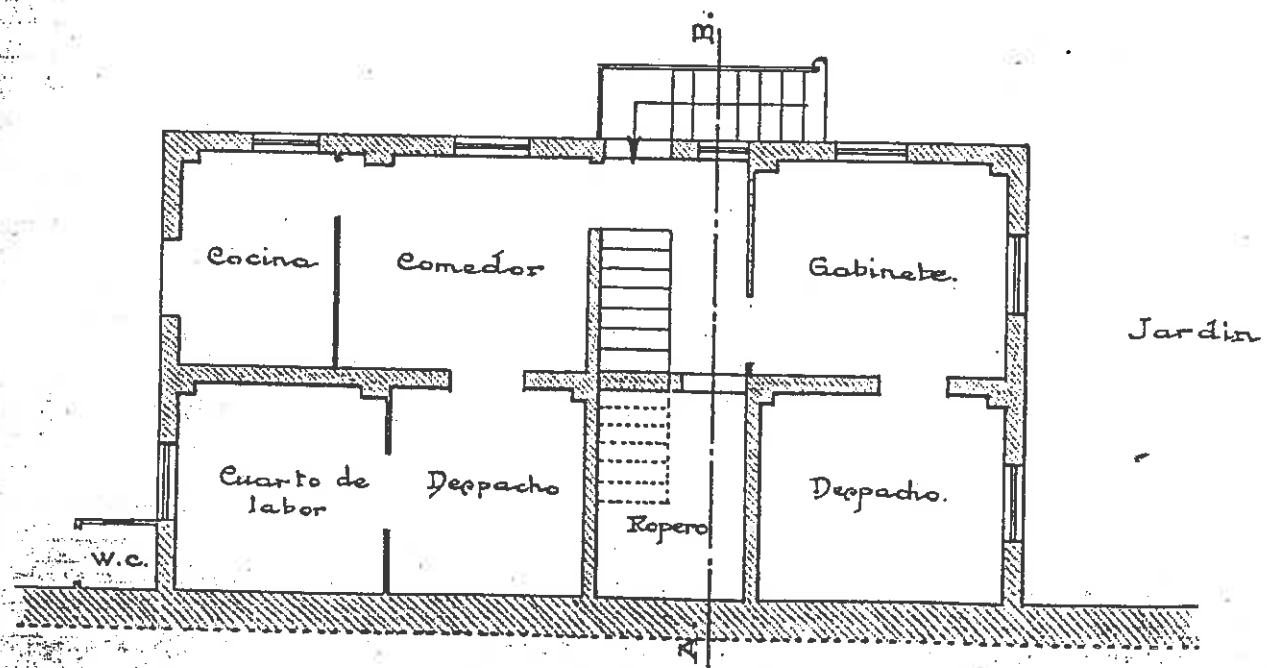 B.
Cocina
Comedor
Gabinete.
Jardin
Cuarto de
labor
Despacho
Ropero
Despacho.
W.C.
A.